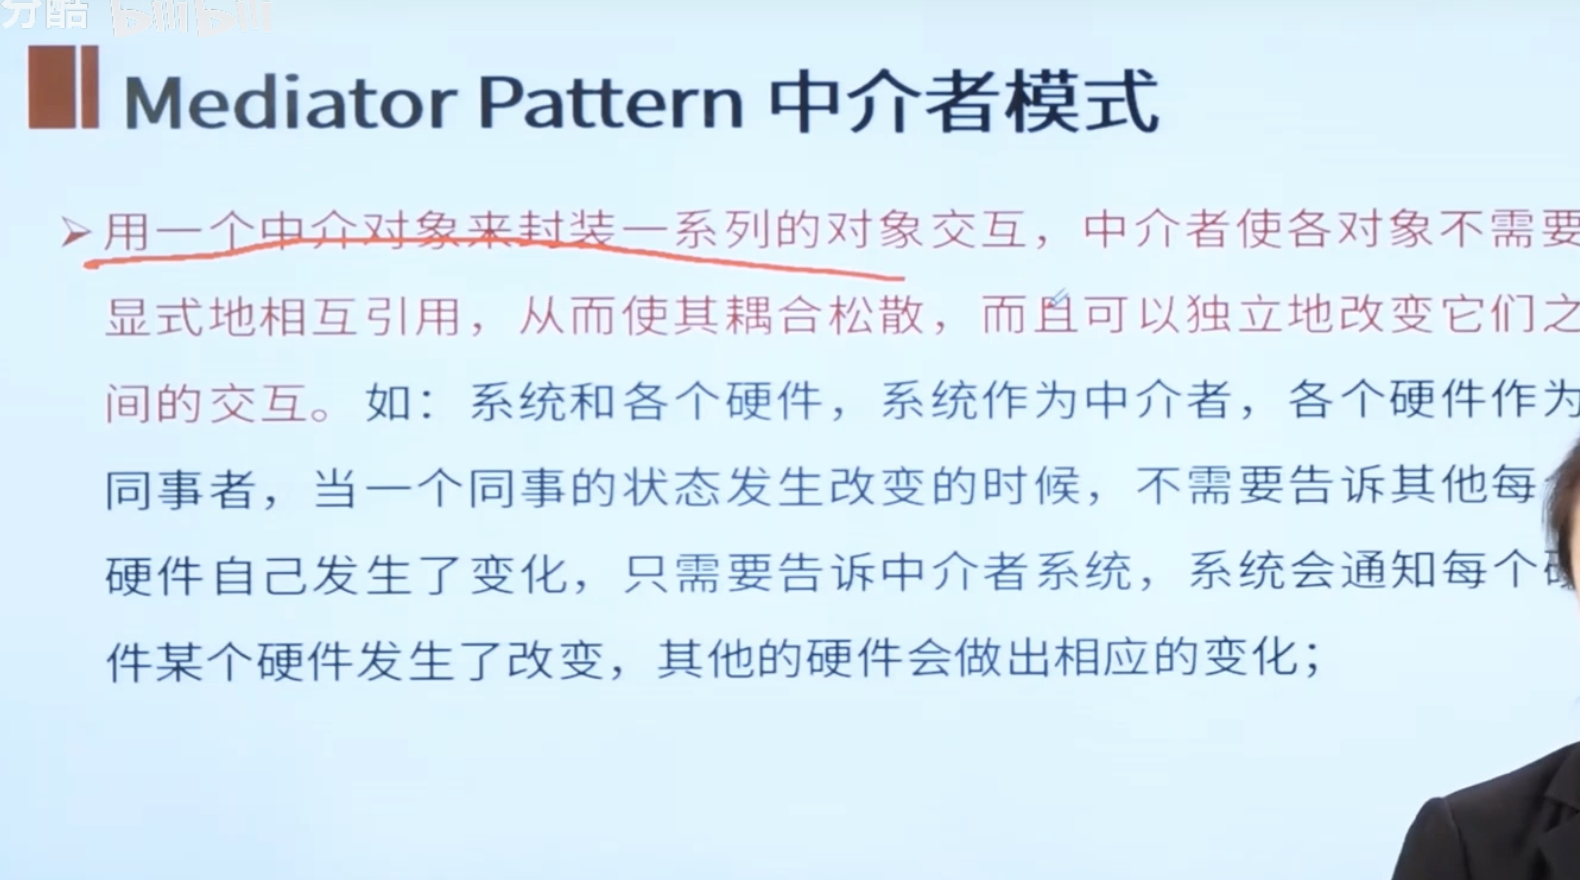 分酷 bilibili
Mediator Pattern 中介者模式
用一个中介对象来封装一系列的对象交互，中介者使各对象不需要
显式地相互引用，从而使其耦合松散，而且可以独立地改变它们之
间的交互。如：系统和各个硬件，系统作为中介者，各个硬件作为
同事者，当一个同事的状态发生改变的时候，不需要告诉其他每
硬件自己发生了变化，只需要告诉中介者系统，系统会通知每个
件某个硬件发生了改变，其他的硬件会做出相应的变化；